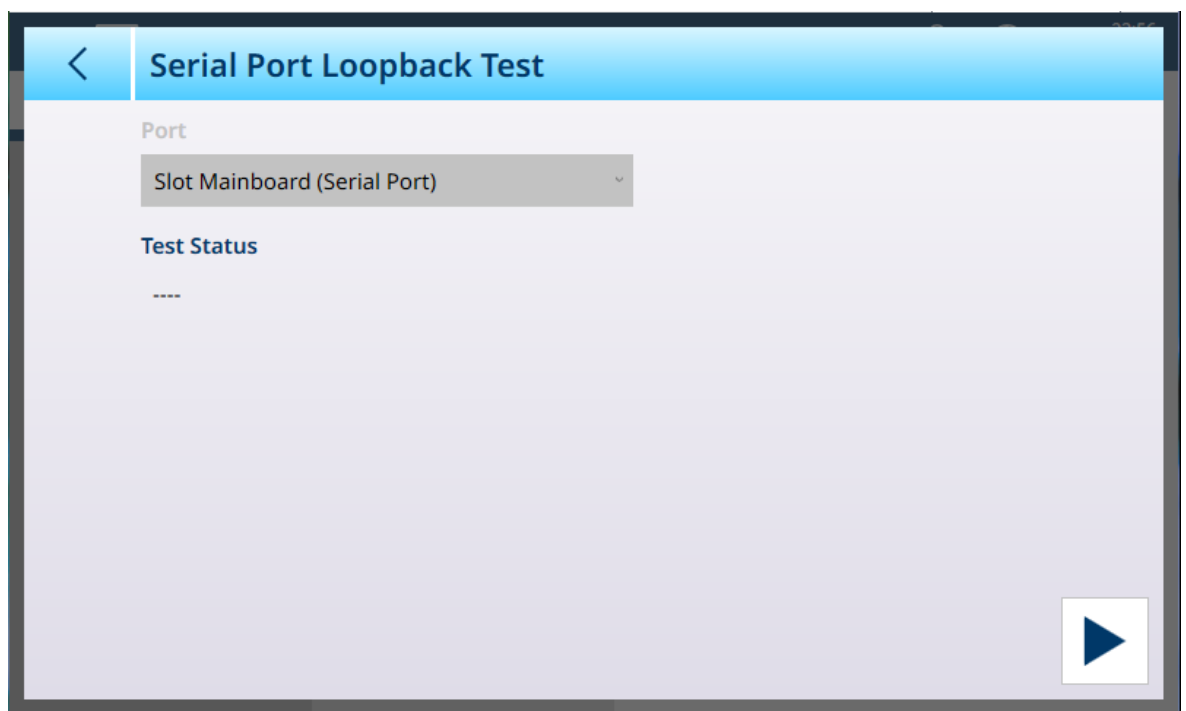 Serial Port Loopback Test
Port
Slot Mainboard (Serial Port)
Test Status
----